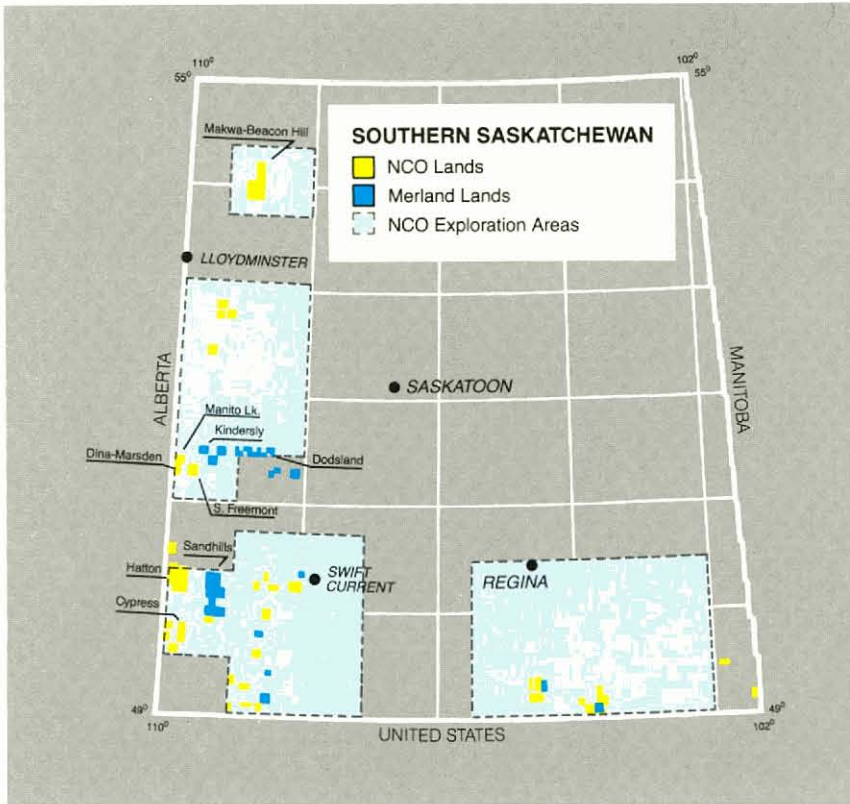 110°
102°
55°
55°
Makwa-Beacon Hill
SOUTHERN SASKATCHEWAN
NCO Lands
Merland Lands
NCO Exploration Areas
LLOYDMINSTER
ALBERTA
MANITOBA
SASKATOON
Manito Lk.
Kindersly
Dina-Marsden
Dodsland
S. Freemont
Sandhills
Hatton
SWIFT
CURRENT
REGINA
Cypress
49°
49°
110°
102°
UNITED STATES